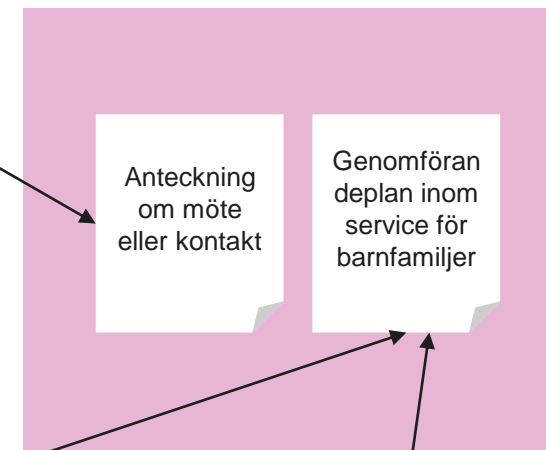 Anteckning
om möte
eller kontakt
Genomföran
deplan inom
service för
barnfamiljer